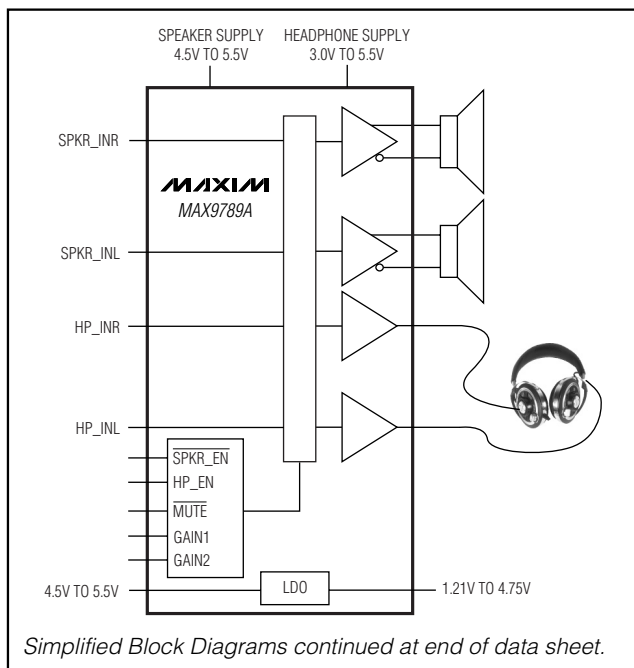 SPEAKER SUPPLY
4.5V TO 5.5V
HEADPHONE SUPPLY
3.0V TO 5.5V
SPKR_INR
MAXIM
MAX9789A
SPKR_INL
HP_INR
HP_INL
SPKR_EN
HP_EN
MUTE
GAIN1
GAIN2
4.5V TO 5.5V
LDO
1.21V TO 4.75V
Simplified Block Diagrams continued at end of data sheet.